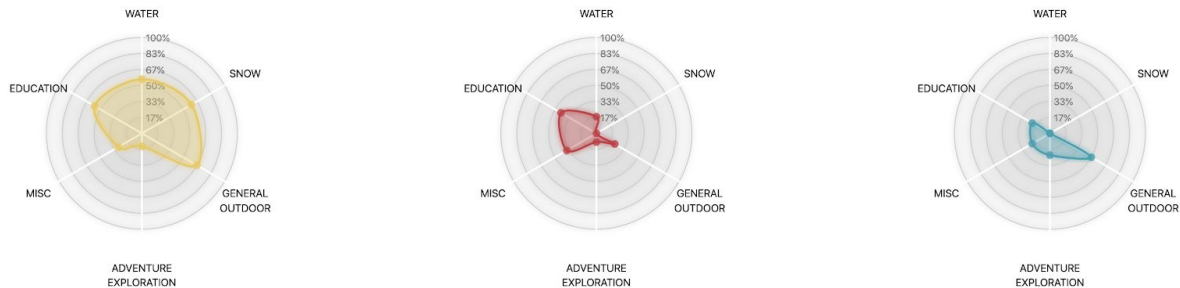 WATER
100%
83%
67%
50%
33%
17%
SNOW
EDUCATION
MISC
GENERAL
OUTDOOR
ADVENTURE
EXPLORATION
WATER
100%
83%
67%
50%
33%
17%
SNOW
EDUCATION
MISC
GENERAL
OUTDOOR
ADVENTURE
EXPLORATION
WATER
100%
83%
67%
50%
33%
17%
SNOW
EDUCATION
MISC
GENERAL
OUTDOOR
ADVENTURE
EXPLORATION